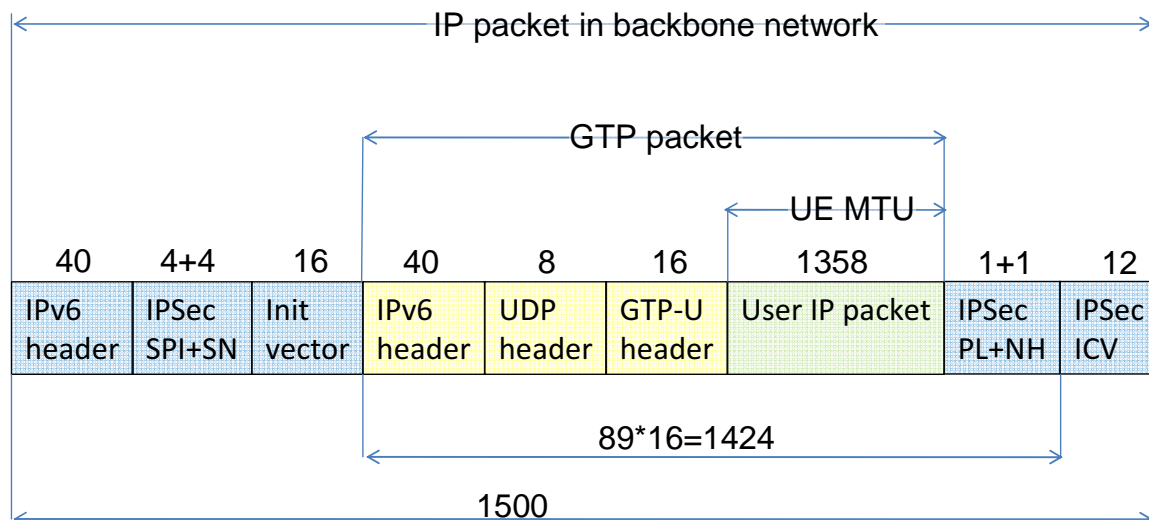 IP packet in backbone network
GTP packet
UE MTU
40 4+4 16 40 8 16 1358 1+1 12
IPv6 IPSec Init IPv6 UDP GTP-U User IP packet IPSec IPSec
header SPI+SN vector header header header PL+NH ICV
89*16=1424
1500